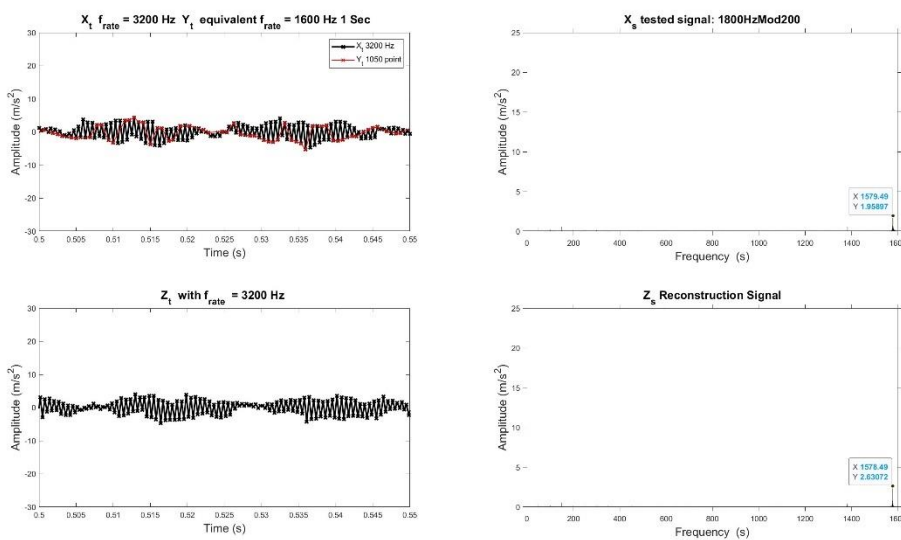 X_t f_rate = 3200 Hz Y_t equivalent f_rate = 1600 Hz 1 Sec
30
20
10
0
-10
-20
-30
Amplitude (m/s²)
X_t 3200 Hz
Y_t 1050 point
0.5 0.505 0.51 0.515 0.52 0.525 0.53 0.535 0.54 0.545 0.55
Time (s)
X_s tested signal: 1800HzMod200
25
20
15
10
5
0
Amplitude (m/s²)
X 1579.49
Y 1.95897
0 200 400 600 800 1000 1200 1400 1600
Frequency (s)
Z_t with f_rate = 3200 Hz
30
20
10
0
-10
-20
-30
Amplitude (m/s²)
0.5 0.505 0.51 0.515 0.52 0.525 0.53 0.535 0.54 0.545 0.55
Time (s)
Z_s Reconstruction Signal
25
20
15
10
5
0
Amplitude (m/s²)
X 1578.49
Y 2.63072
0 200 400 600 800 1000 1200 1400 1600
Frequency (s)